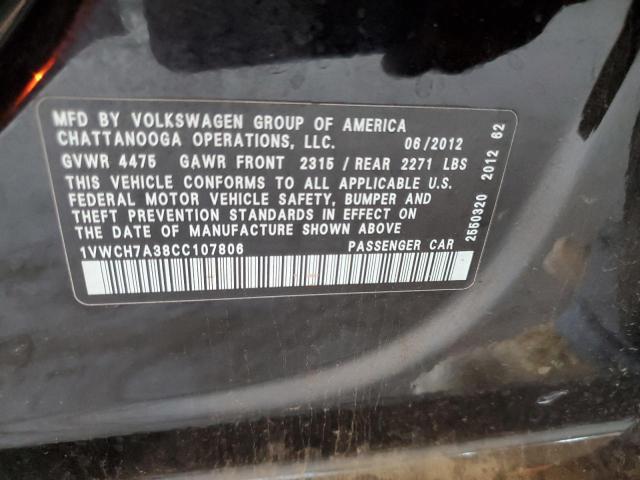 MFD BY VOLKSWAGEN GROUP OF AMERICA
CHATTANOOGA OPERATIONS, LLC. 06/2012
GVWR 4475 GAWR FRONT 2315 / REAR 2271 LBS
THIS VEHICLE CONFORMS TO ALL APPLICABLE U.S.
FEDERAL MOTOR VEHICLE SAFETY, BUMPER AND
THEFT PREVENTION STANDARDS IN EFFECT ON
THE DATE OF MANUFACTURE SHOWN ABOVE
1VWCH7A38CC107806 PASSENGER CAR
2560320 2012 62